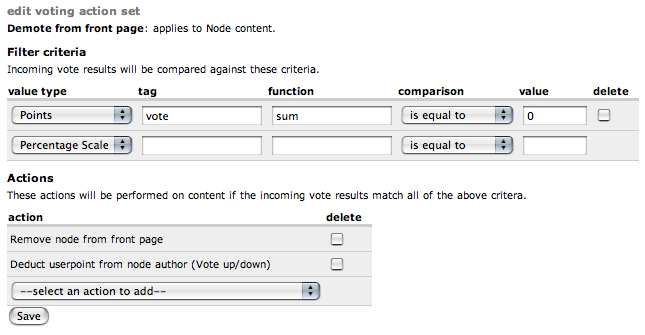 edit voting action set
Demote from front page: applies to Node content.
Filter criteria
Incoming vote results will be compared against these criteria.
value type tag function comparison value delete
Points vote sum is equal to 0
Percentage Scale is equal to
Actions
These actions will be performed on content if the incoming vote results match all of the above critera.
action delete
Remove node from front page
Deduct userpoint from node author (Vote up/down)
--select an action to add--
Save